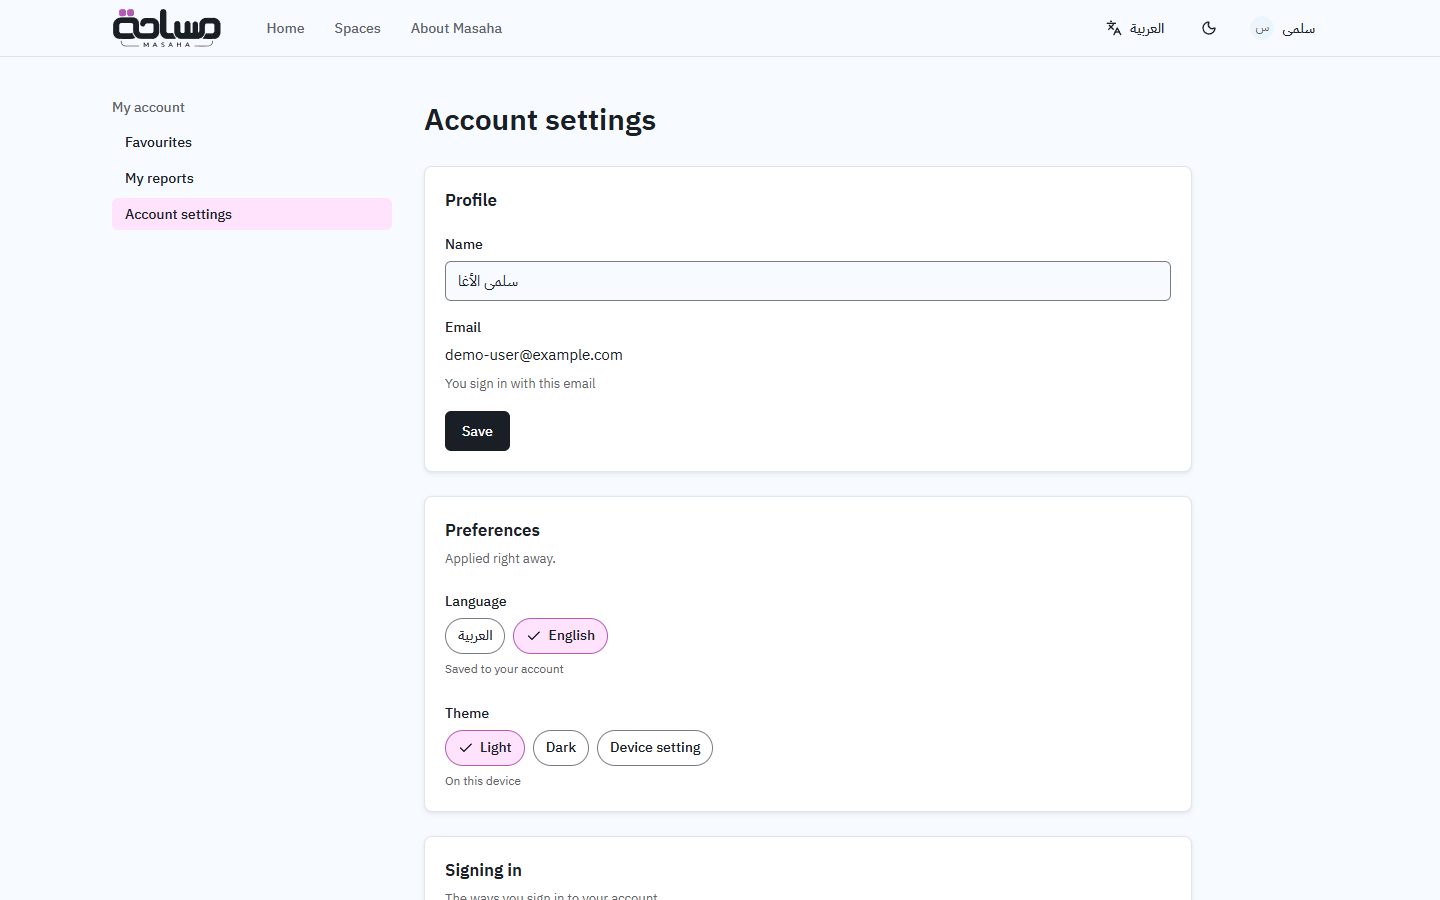 مساحة
MASAHA
Home
Spaces
About Masaha
العربية
س
سلمى
My account
Favourites
My reports
Account settings
Account settings
Profile
Name
سلمى الأغا
Email
demo-user@example.com
You sign in with this email
Save
Preferences
Applied right away.
Language
العربية
English
Saved to your account
Theme
Light
Dark
Device setting
On this device
Signing in
The ways you sign in to your account